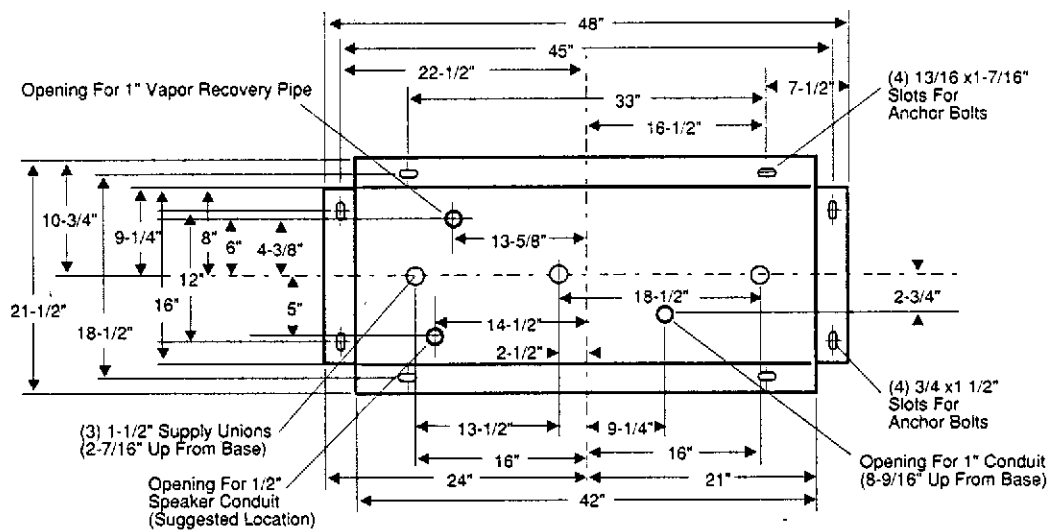 48"
45"
22-1/2"
7-1/2"
Opening For 1" Vapor Recovery Pipe
33"
(4) 13/16 x1-7/16"
Slots For
Anchor Bolts
16-1/2"
10-3/4"
9-1/4"
8"
6"
4-3/8"
13-5/8"
12"
21-1/2"
16"
18-1/2"
5"
18-1/2"
2-3/4"
14-1/2"
2-1/2"
(4) 3/4 x1 1/2"
Slots For
Anchor Bolts
(3) 1-1/2" Supply Unions
(2-7/16" Up From Base)
13-1/2"
9-1/4"
16"
16"
Opening For 1" Conduit
(8-9/16" Up From Base)
Opening For 1/2"
Speaker Conduit
(Suggested Location)
24"
21"
42"